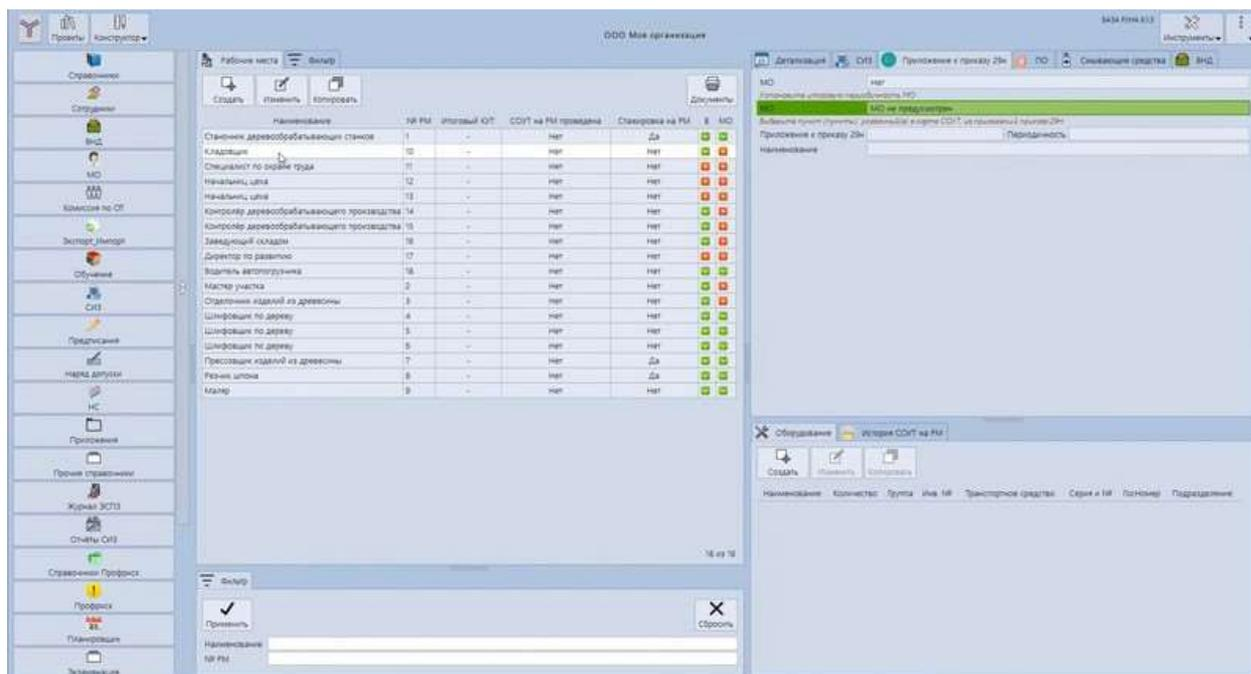 Проекты Конструктор
ООО Моя организация
Инструменты
Справочники
Сотрудники
ВНД
МО
Комиссия по ОТ
Экспорт_Импорт
Обучение
СИЗ
Предписания
Наряд допуски
НС
Приложения
Прочие справочники
Журнал ЭСПЗ
Отчёты СИЗ
Справочники Профриск
Профриск
Планировщик
Рабочие места Фильтр
Создать Изменить Копировать Документы
Наименование № РМ Итоговый КУТ СОУТ на РМ проведена Стажировка на РМ В МО
Станочник деревообрабатывающих станков 1 - Нет Да
Кладовщик 10 - Нет Нет
Специалист по охране труда 11 - Нет Нет
Начальник цеха 12 - Нет Нет
Начальник цеха 13 - Нет Нет
Контролёр деревообрабатывающего производства 14 - Нет Нет
Контролёр деревообрабатывающего производства 15 - Нет Нет
Заведующий складом 16 - Нет Нет
Директор по развитию 17 - Нет Нет
Водитель автопогрузчика 18 - Нет Нет
Мастер участка 2 - Нет Нет
Отделочник изделий из древесины 3 - Нет Нет
Шлифовщик по дереву 4 - Нет Нет
Шлифовщик по дереву 5 - Нет Нет
Шлифовщик по дереву 6 - Нет Нет
Прессовщик изделий из древесины 7 - Нет Да
Резчик шпона 8 - Нет Да
Маляр 9 - Нет Нет
18 из 18
Фильтр
Применить Сбросить
Наименование
№ РМ
Детализация СИЗ Приложение к приказу 29н ПО Смывающие средства ВНД
МО Нет
Установите итоговую периодичность МО
МО МО не предусмотрен
Приложение к приказу 29н Периодичность
Наименование
Оборудование История СОУТ на РМ
Создать Изменить Копировать
Наименование Количество Группа Инв. № Транспортное средство Серия и № ГосНомер Подразделение